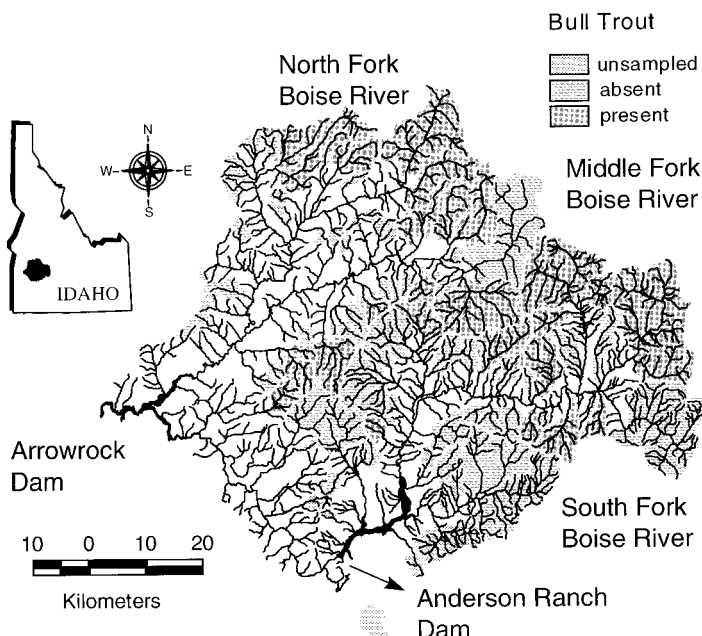 Bull Trout
unsampled
absent
present
North Fork
Boise River
Middle Fork
Boise River
N
W
E
S
IDAHO
Arrowrock
Dam
South Fork
Boise River
10 0 10 20
Kilometers
Anderson Ranch
Dam